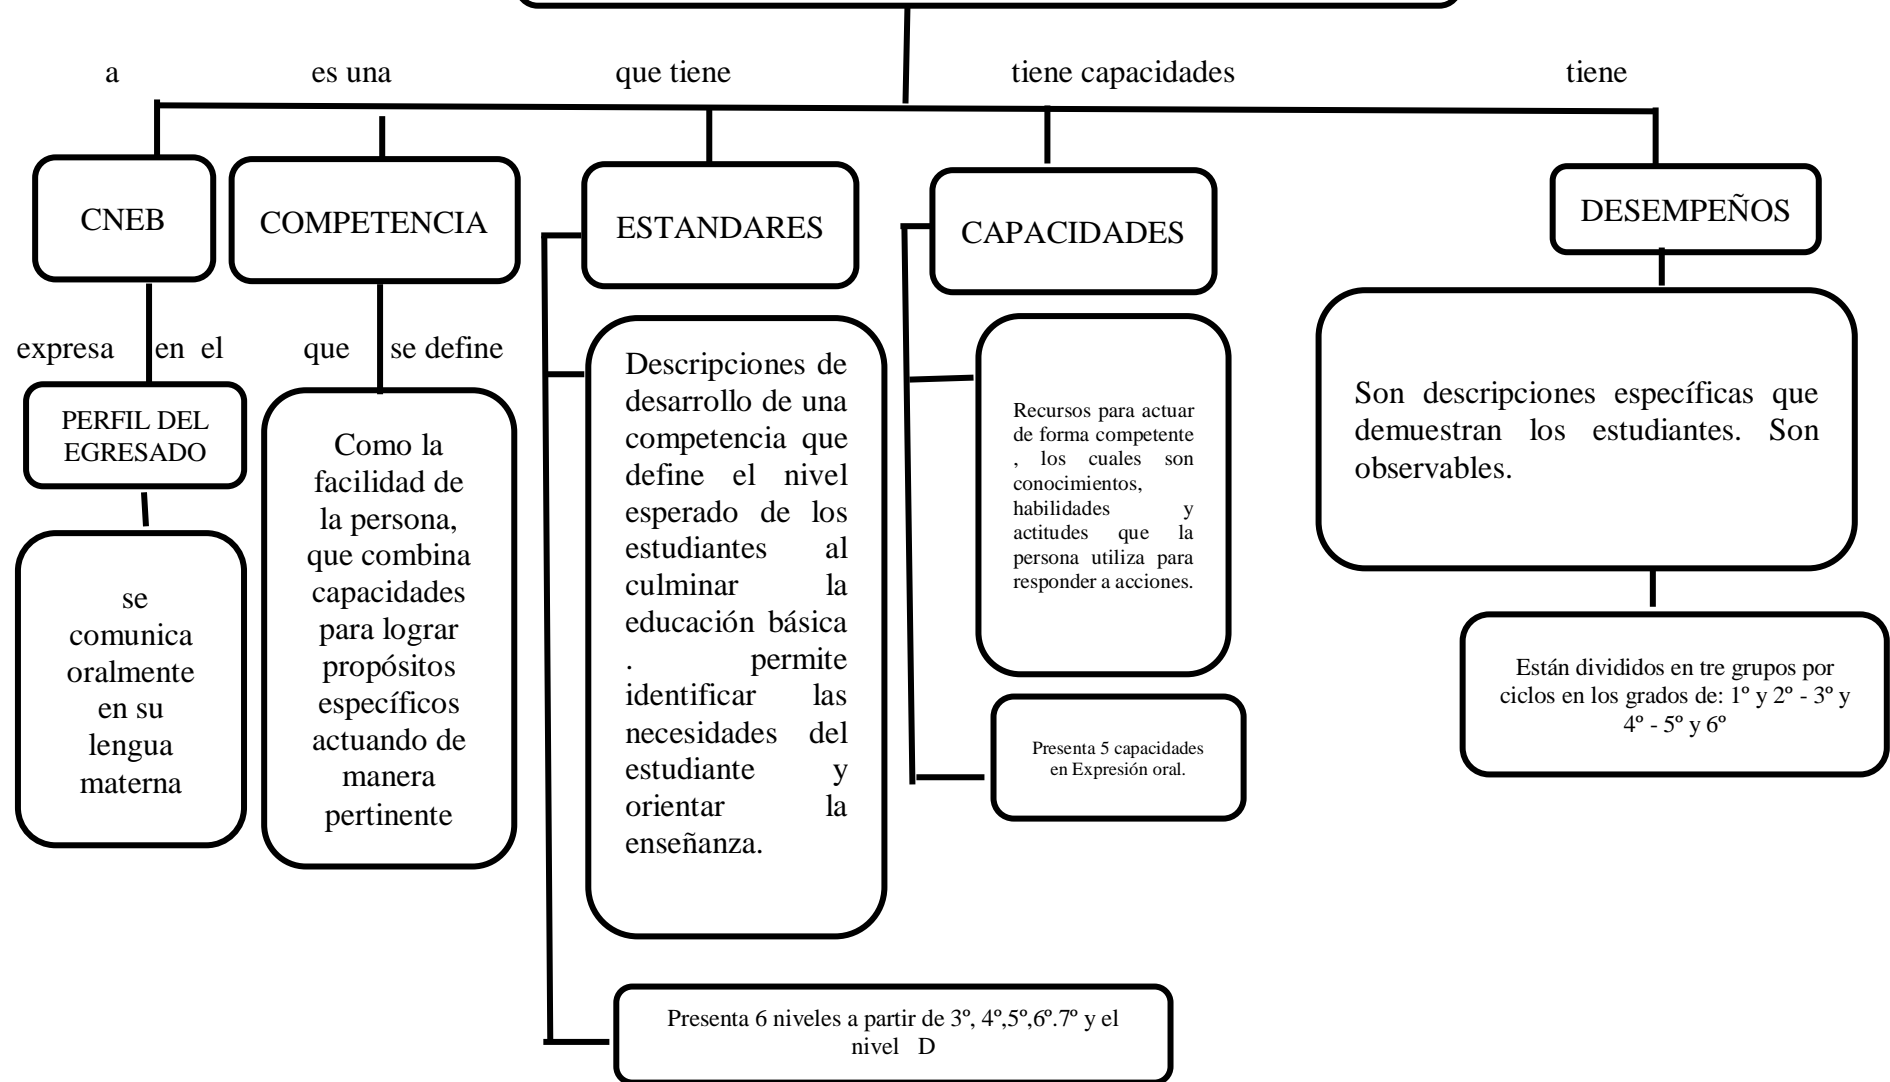 a
es una
que tiene
tiene capacidades
tiene
CNEB
COMPETENCIA
ESTANDARES
CAPACIDADES
DESEMPEÑOS
expresa en el
que se define
PERFIL DEL
EGRESADO
se
comunica
oralmente
en su
lengua
materna
Como la
facilidad de
la persona,
que combina
capacidades
para lograr
propósitos
específicos
actuando de
manera
pertinente
Descripciones de
desarrollo de una
competencia que
define el nivel
esperado de los
estudiantes al
culminar la
educación básica
. permite
identificar las
necesidades del
estudiante y
orientar la
enseñanza.
Presenta 6 niveles a partir de 3º, 4º,5º,6º.7º y el
nivel D
Recursos para actuar
de forma competente
, los cuales son
conocimientos,
habilidades y
actitudes que la
persona utiliza para
responder a acciones.
Presenta 5 capacidades
en Expresión oral.
Son descripciones específicas que
demuestran los estudiantes. Son
observables.
Están divididos en tre grupos por
ciclos en los grados de: 1º y 2º - 3º y
4º - 5º y 6º